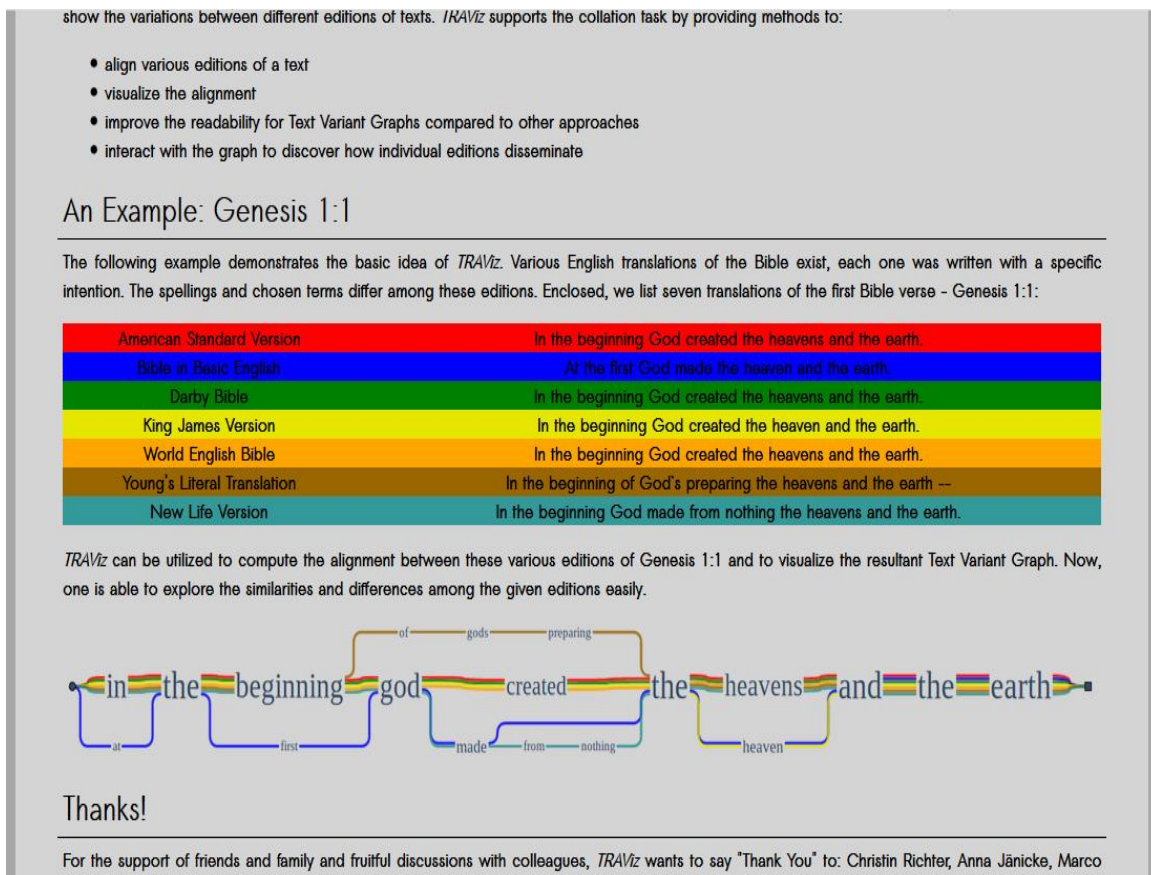 show the variations between different editions of texts. TRAViz supports the collation task by providing methods to:
• align various editions of a text
• visualize the alignment
• improve the readability for Text Variant Graphs compared to other approaches
• interact with the graph to discover how individual editions disseminate
An Example: Genesis 1:1
The following example demonstrates the basic idea of TRAViz. Various English translations of the Bible exist, each one was written with a specific
intention. The spellings and chosen terms differ among these editions. Enclosed, we list seven translations of the first Bible verse - Genesis 1:1:
American Standard Version In the beginning God created the heavens and the earth.
Bible in Basic English At the first God made the heaven and the earth.
Darby Bible In the beginning God created the heavens and the earth.
King James Version In the beginning God created the heaven and the earth.
World English Bible In the beginning God created the heavens and the earth.
Young's Literal Translation In the beginning of God`s preparing the heavens and the earth --
New Life Version In the beginning God made from nothing the heavens and the earth.
TRAViz can be utilized to compute the alignment between these various editions of Genesis 1:1 and to visualize the resultant Text Variant Graph. Now,
one is able to explore the similarities and differences among the given editions easily.
of gods preparing
in the beginning god created the heavens and the earth
at first made from nothing heaven
Thanks!
For the support of friends and family and fruitful discussions with colleagues, TRAViz wants to say "Thank You" to: Christin Richter, Anna Jänicke, Marco